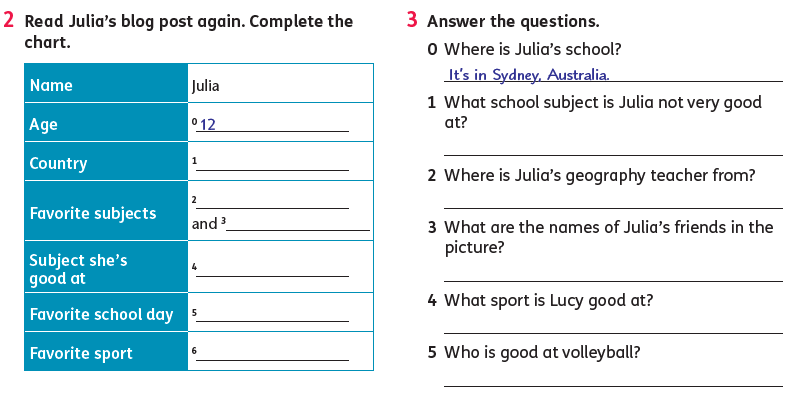 2 Read Julia's blog post again. Complete the
chart.
Name Julia
Age 0 12
Country 1
Favorite subjects 2
and 3
Subject she's
good at 4
Favorite school day 5
Favorite sport 6
3 Answer the questions.
0 Where is Julia's school?
It's in Sydney, Australia.
1 What school subject is Julia not very good
at?
2 Where is Julia's geography teacher from?
3 What are the names of Julia's friends in the
picture?
4 What sport is Lucy good at?
5 Who is good at volleyball?